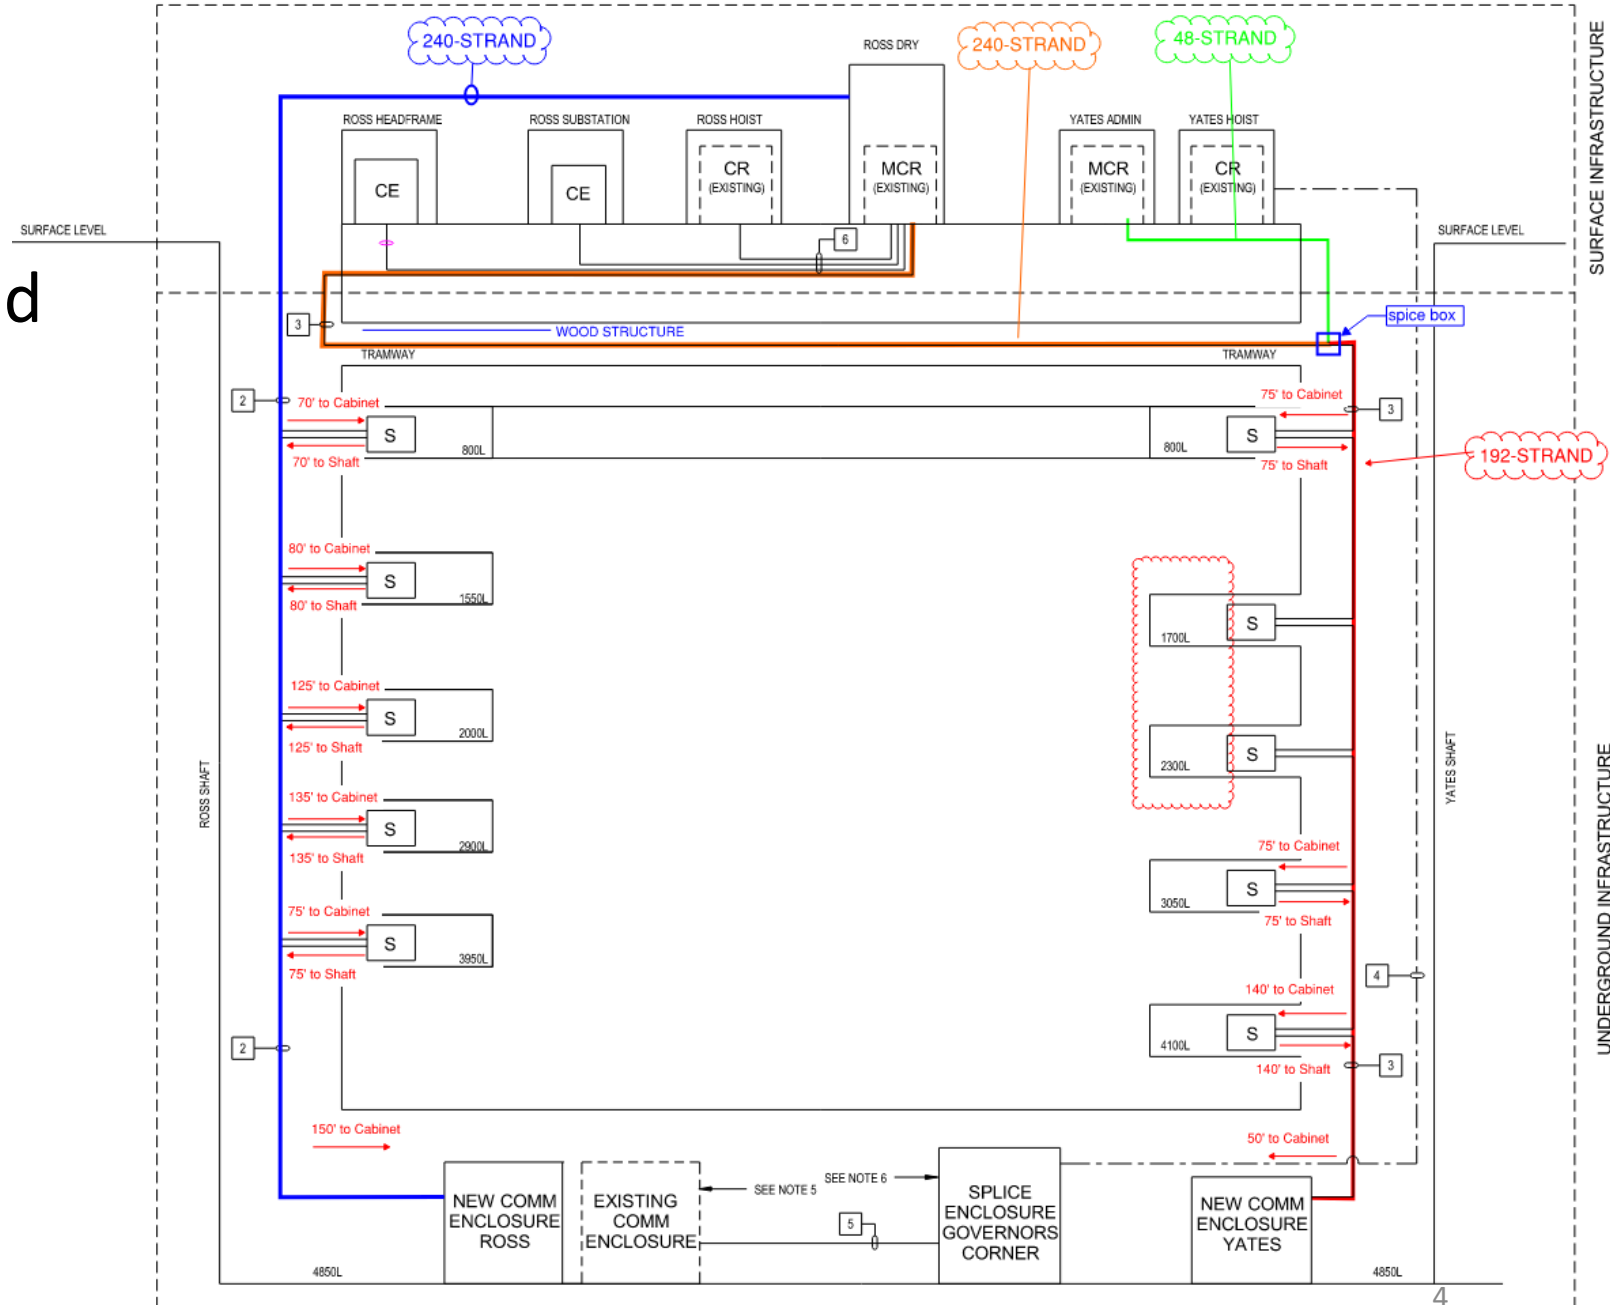 240-STRAND
ROSS DRY
240-STRAND
48-STRAND
SURFACE INFRASTRUCTURE
ROSS HEADFRAME
ROSS SUBSTATION
ROSS HOIST
YATES ADMIN
YATES HOIST
CE
CE
CR
(EXISTING)
MCR
(EXISTING)
MCR
(EXISTING)
CR
(EXISTING)
SURFACE LEVEL
6
SURFACE LEVEL
d
3
WOOD STRUCTURE
spice box
TRAMWAY
TRAMWAY
2
70' to Cabinet
S
800L
70' to Shaft
75' to Cabinet
3
S
800L
75' to Shaft
192-STRAND
80' to Cabinet
S
1550L
80' to Shaft
S
1700L
125' to Cabinet
S
2000L
125' to Shaft
S
2300L
ROSS SHAFT
YATES SHAFT
UNDERGROUND INFRASTRUCTURE
135' to Cabinet
S
2900L
135' to Shaft
75' to Cabinet
S
3050L
75' to Shaft
75' to Cabinet
S
3950L
75' to Shaft
4
140' to Cabinet
S
4100L
140' to Shaft
3
2
150' to Cabinet
50' to Cabinet
NEW COMM
ENCLOSURE
ROSS
EXISTING
COMM
ENCLOSURE
SEE NOTE 5
SEE NOTE 6
5
SPLICE
ENCLOSURE
GOVERNORS
CORNER
NEW COMM
ENCLOSURE
YATES
4850L
4850L
4